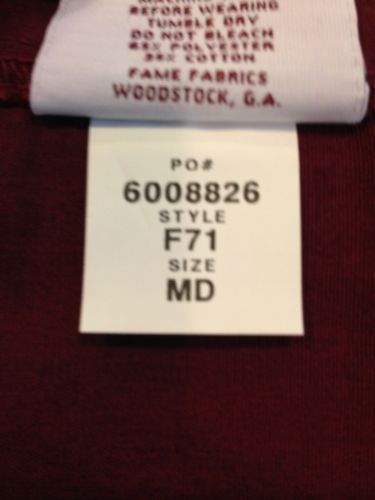 BEFORE WEARING
TUMBLE DRY
DO NOT BLEACH
65% POLYESTER
35% COTTON
FAME FABRICS
WOODSTOCK, G.A.
PO#
6008826
STYLE
F71
SIZE
MD